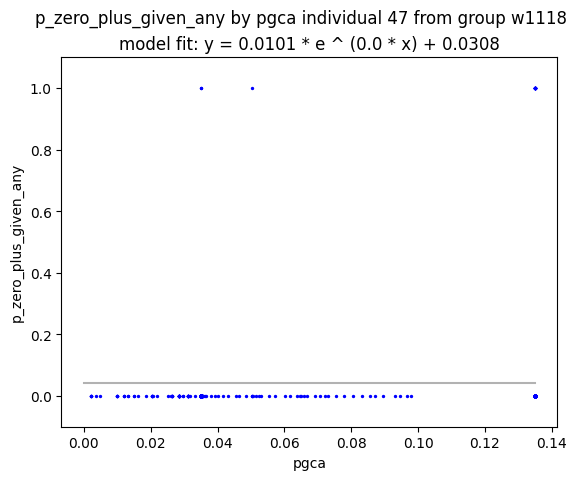 p_zero_plus_given_any by pgca individual 47 from group w1118
model fit: y = 0.0101 * e ^ (0.0 * x) + 0.0308
1.0
0.8
0.6
0.4
0.2
0.0
p_zero_plus_given_any
0.00 0.02 0.04 0.06 0.08 0.10 0.12 0.14
pgca